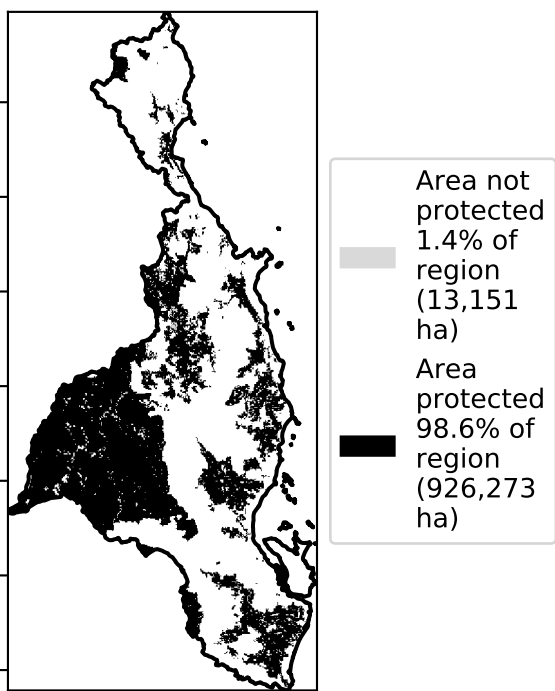 Area not
protected
1.4% of
region
(13,151
ha)
Area
protected
98.6% of
region
(926,273
ha)